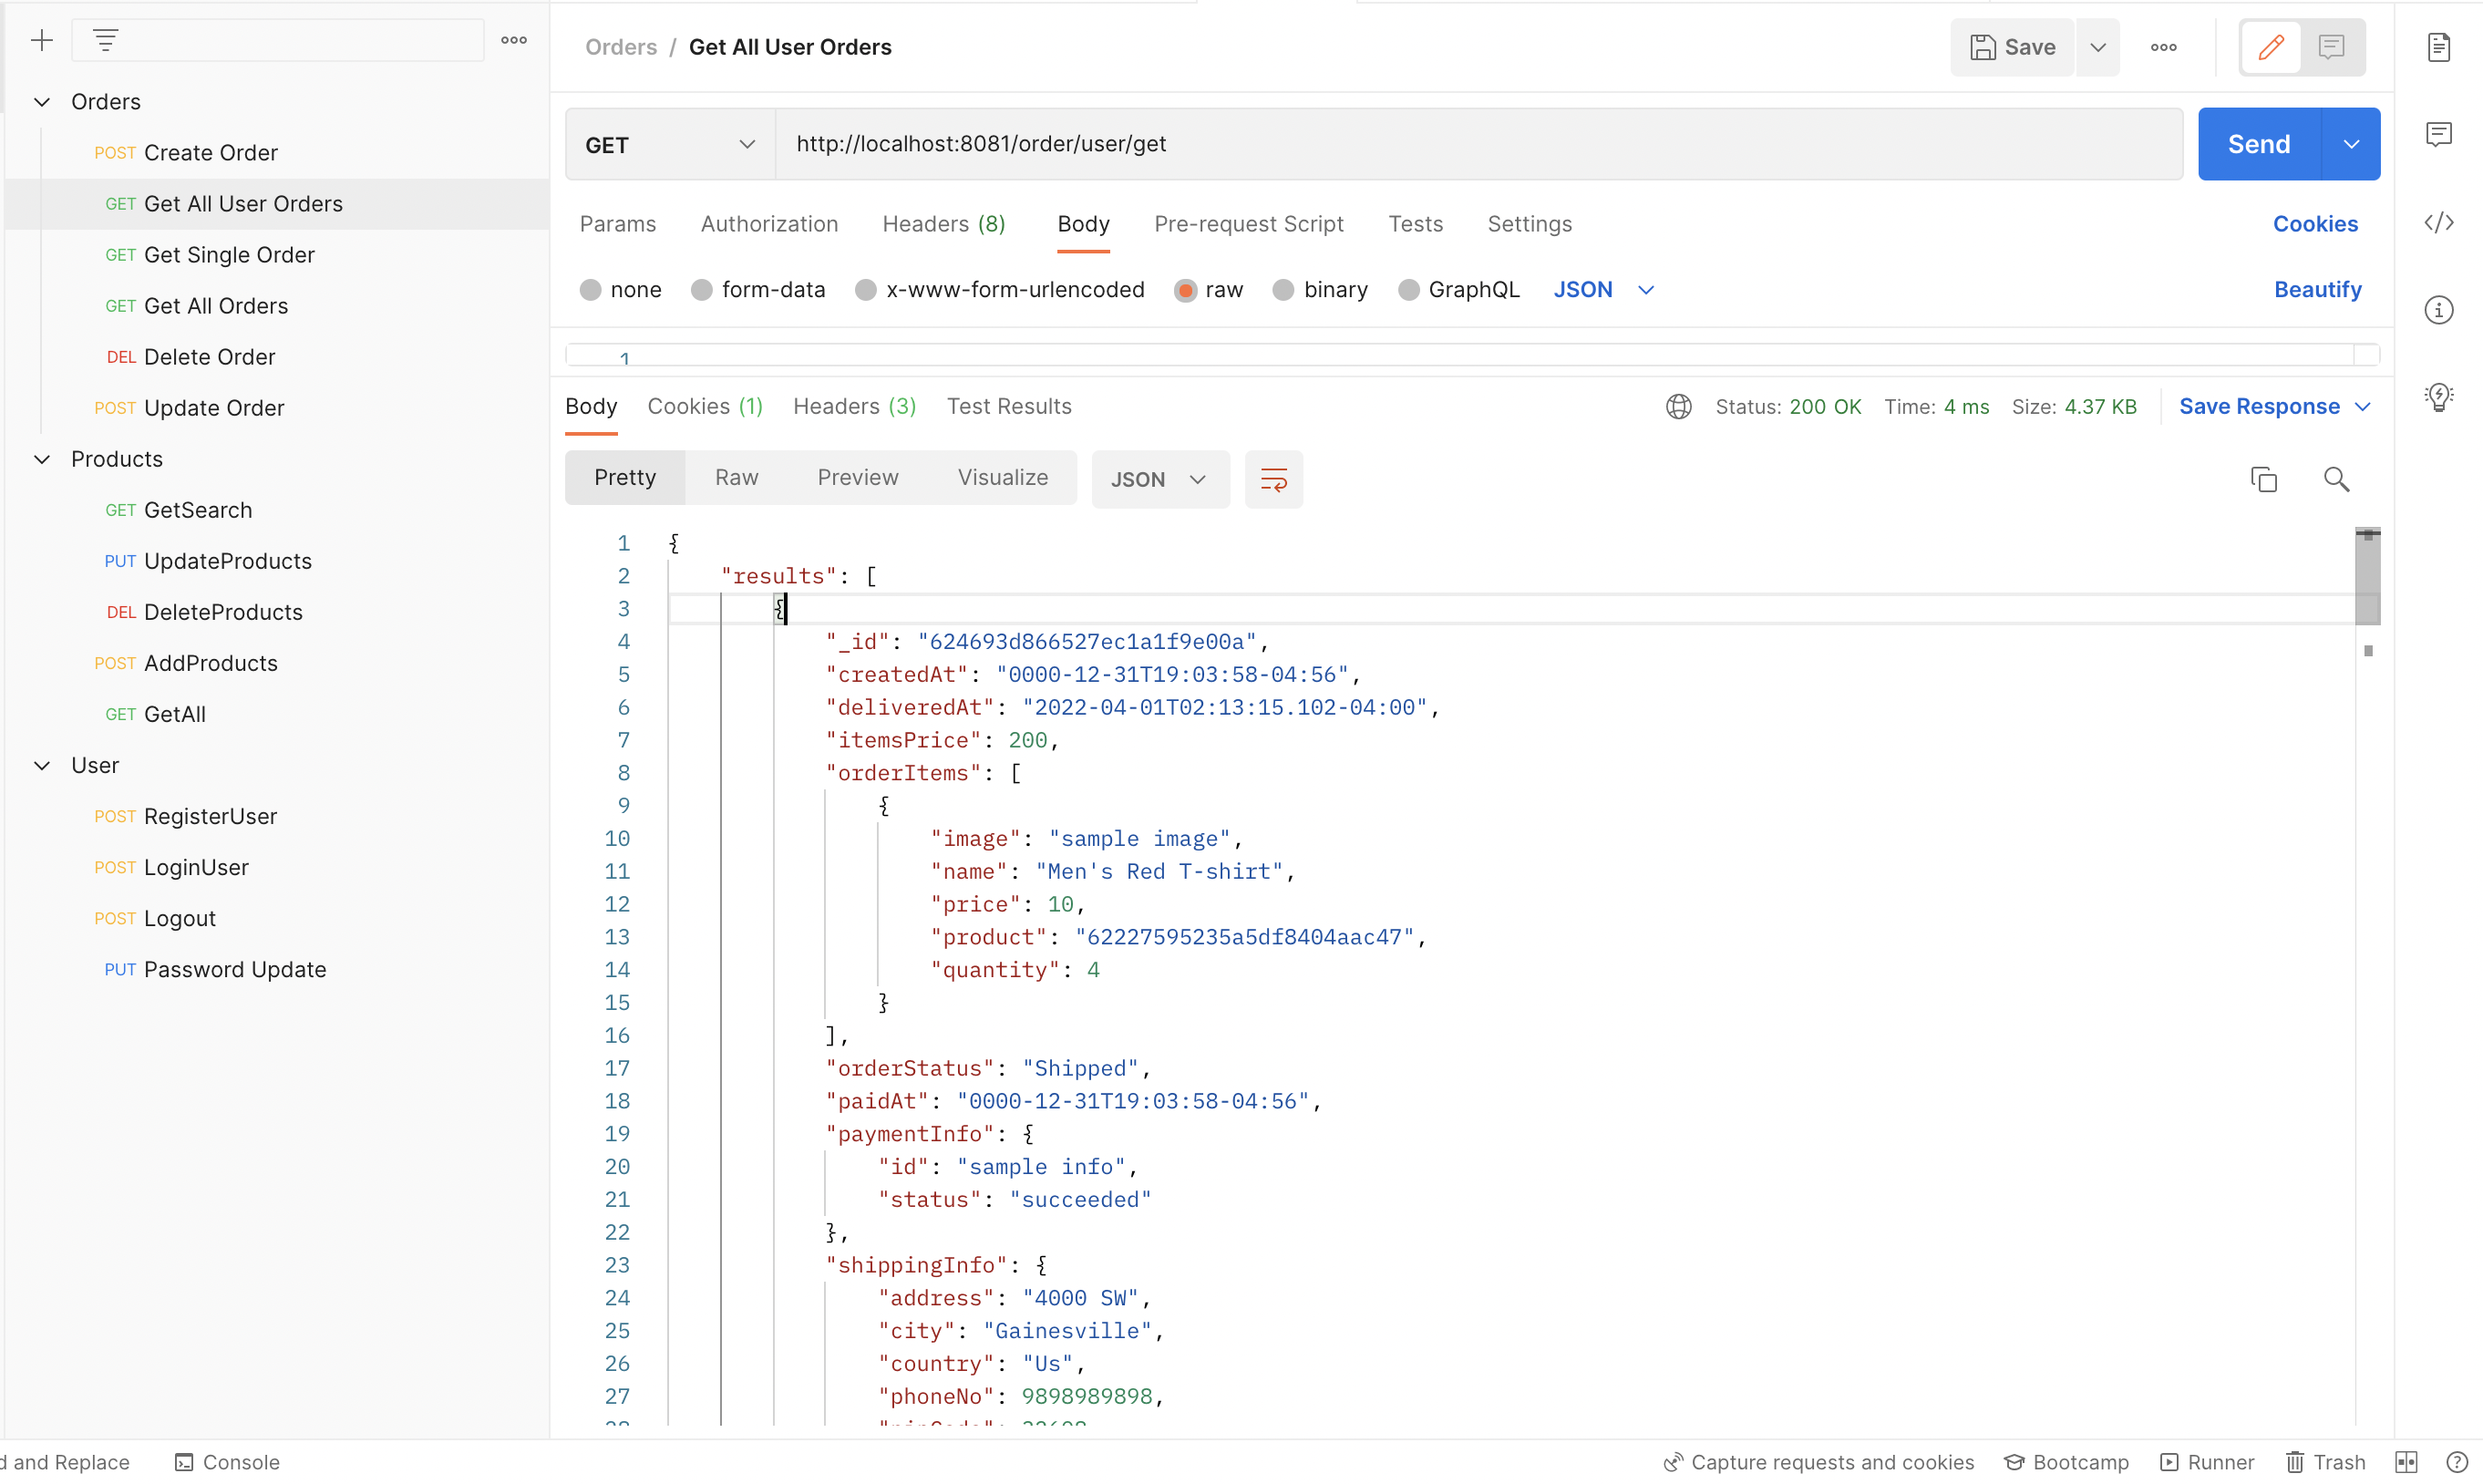 Orders
POST Create Order
GET Get All User Orders
GET Get Single Order
GET Get All Orders
DEL Delete Order
POST Update Order
Products
GET GetSearch
PUT UpdateProducts
DEL DeleteProducts
POST AddProducts
GET GetAll
User
POST RegisterUser
POST LoginUser
POST Logout
PUT Password Update
Orders / Get All User Orders
Save
GET http://localhost:8081/order/user/get Send
Params Authorization Headers (8) Body Pre-request Script Tests Settings Cookies
none form-data x-www-form-urlencoded raw binary GraphQL JSON Beautify
1
Body Cookies (1) Headers (3) Test Results Status: 200 OK Time: 4 ms Size: 4.37 KB Save Response
Pretty Raw Preview Visualize JSON
1 {
2 "results": [
3 {
4 "_id": "624693d866527ec1a1f9e00a",
5 "createdAt": "0000-12-31T19:03:58-04:56",
6 "deliveredAt": "2022-04-01T02:13:15.102-04:00",
7 "itemsPrice": 200,
8 "orderItems": [
9 {
10 "image": "sample image",
11 "name": "Men's Red T-shirt",
12 "price": 10,
13 "product": "62227595235a5df8404aac47",
14 "quantity": 4
15 }
16 ],
17 "orderStatus": "Shipped",
18 "paidAt": "0000-12-31T19:03:58-04:56",
19 "paymentInfo": {
20 "id": "sample info",
21 "status": "succeeded"
22 },
23 "shippingInfo": {
24 "address": "4000 SW",
25 "city": "Gainesville",
26 "country": "Us",
27 "phoneNo": 9898989898,
and Replace Console Capture requests and cookies Bootcamp Runner Trash